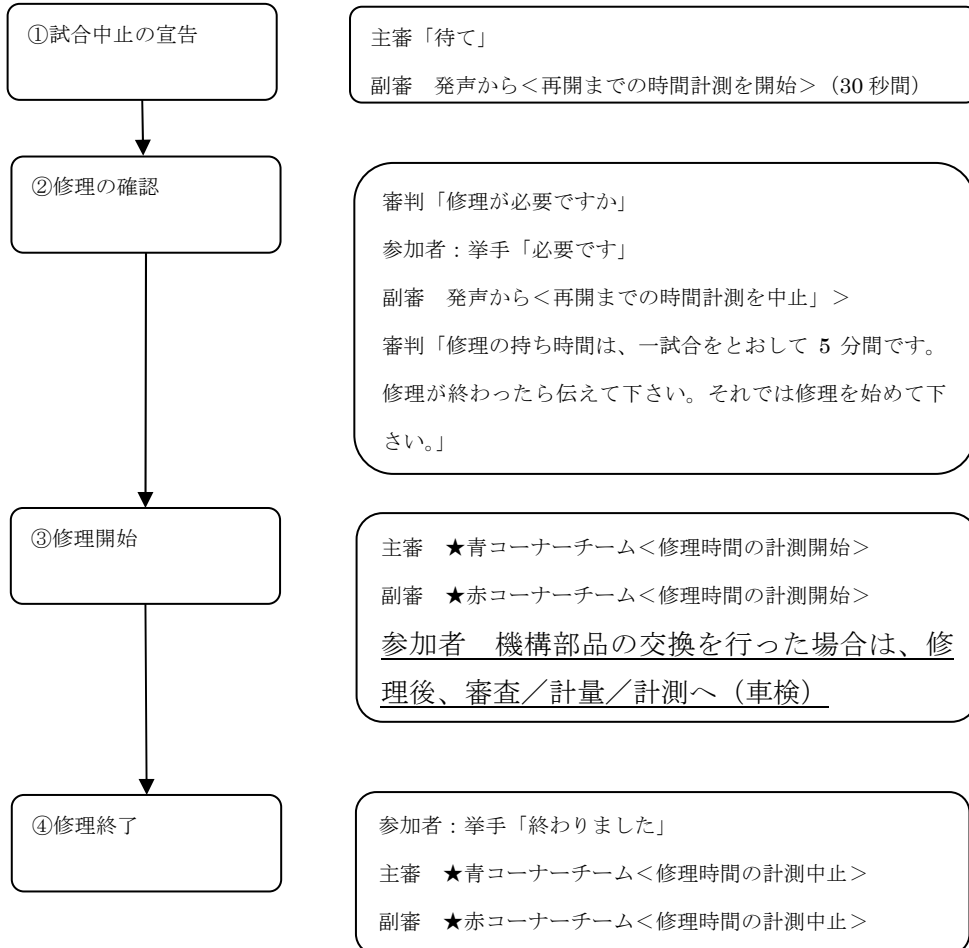 ①試合中止の宣告
主審「待て」
副審　発声から＜再開までの時間計測を開始＞（30 秒間）
②修理の確認
審判「修理が必要ですか」
参加者：挙手「必要です」
副審　発声から＜再開までの時間計測を中止」＞
審判「修理の持ち時間は、一試合をとおして 5 分間です。
修理が終わったら伝えて下さい。それでは修理を始めて下
さい。」
③修理開始
主審　★青コーナーチーム＜修理時間の計測開始＞
副審　★赤コーナーチーム＜修理時間の計測開始＞
参加者　機構部品の交換を行った場合は、修
理後、審査／計量／計測へ（車検）
④修理終了
参加者：挙手「終わりました」
主審　★青コーナーチーム＜修理時間の計測中止＞
副審　★赤コーナーチーム＜修理時間の計測中止＞